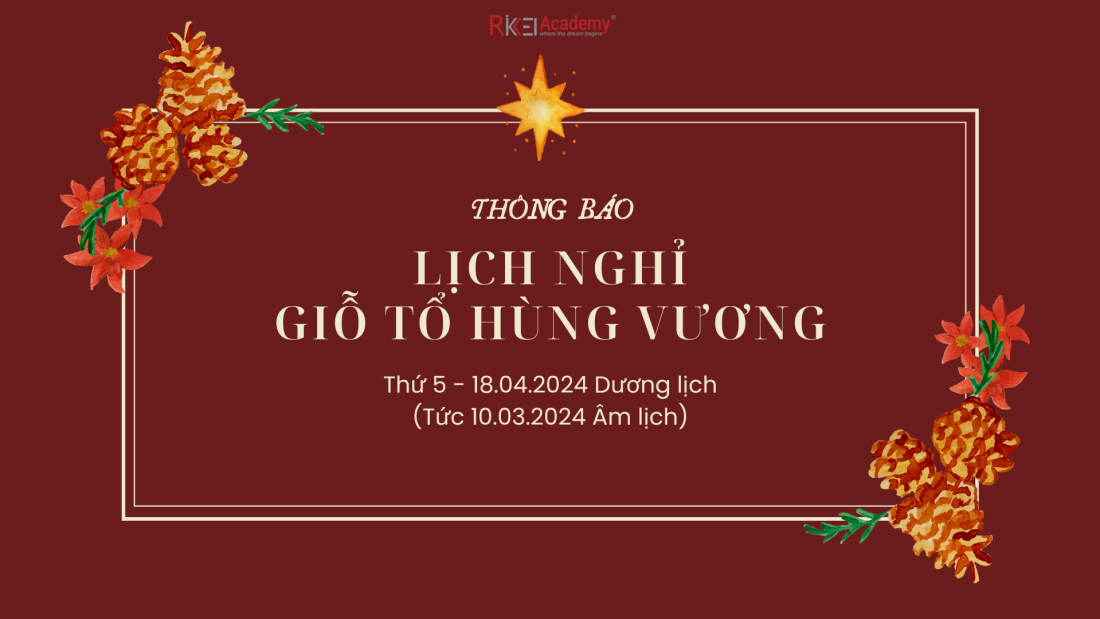 RIKKEI Academy®
where the dream begins
THÔNG BÁO
LỊCH NGHỈ
GIỖ TỔ HÙNG VƯƠNG
Thứ 5 - 18.04.2024 Dương lịch
(Tức 10.03.2024 Âm lịch)